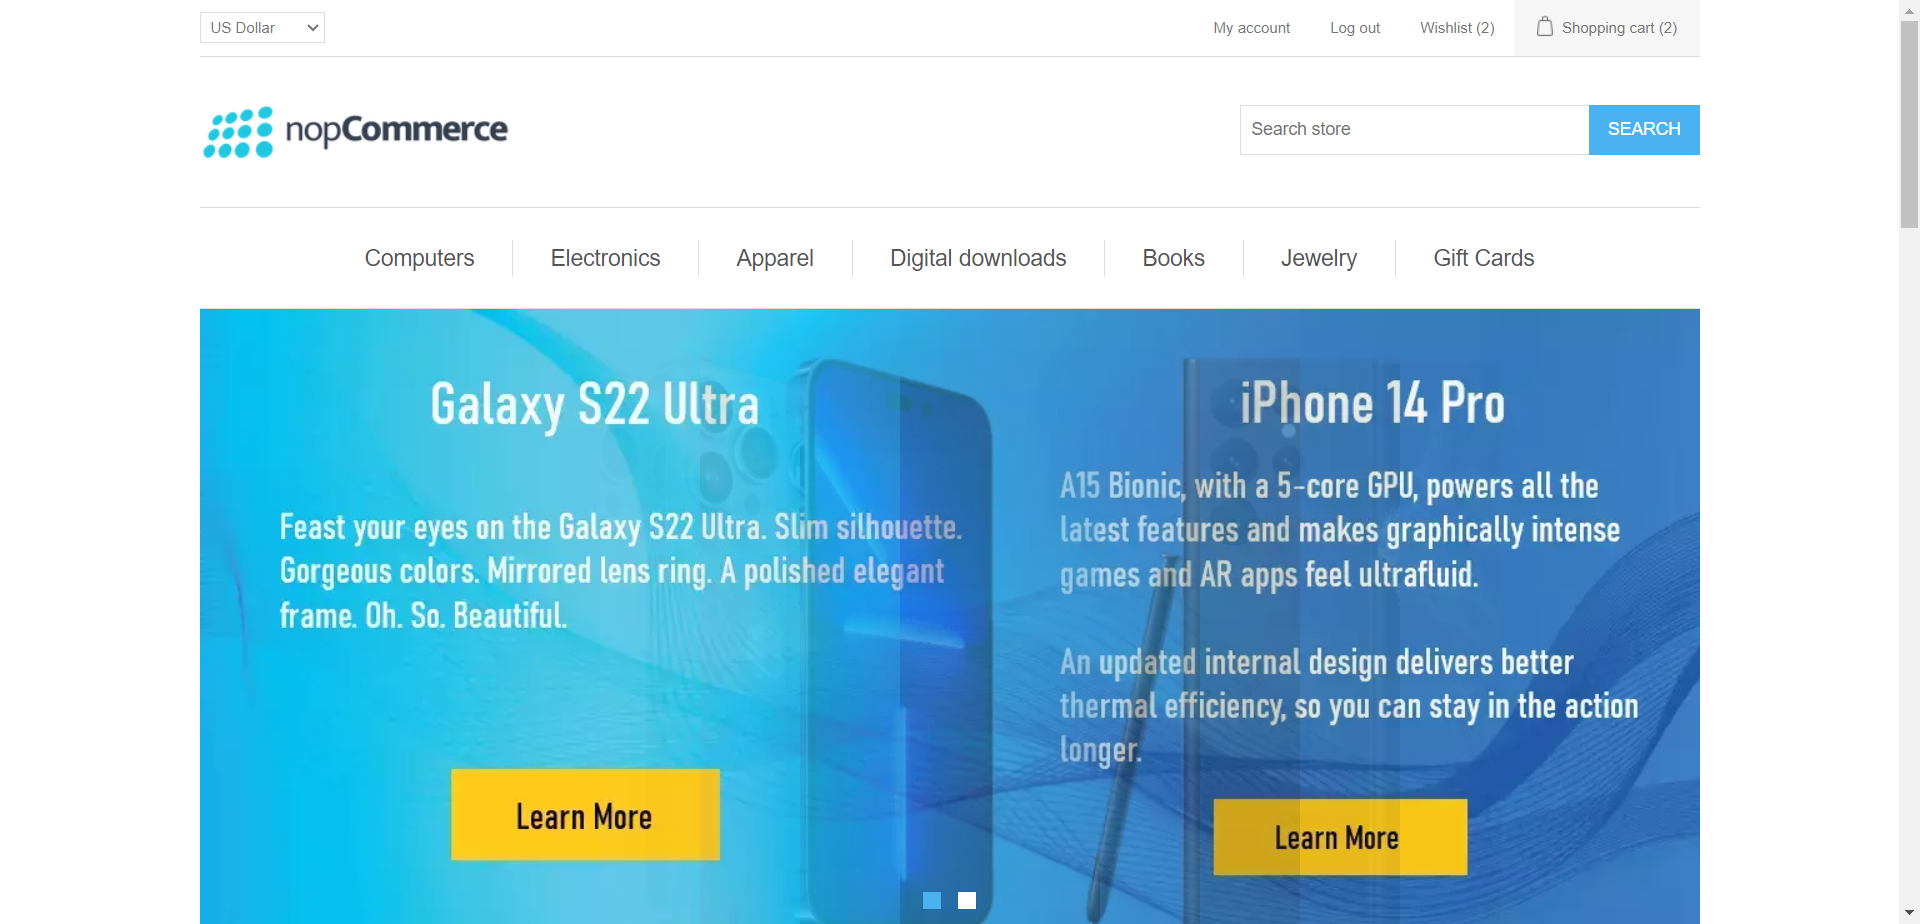 US Dollar
My account
Log out
Wishlist (2)
Shopping cart (2)
nopCommerce
Search store
SEARCH
Computers
Electronics
Apparel
Digital downloads
Books
Jewelry
Gift Cards
Galaxy S22 Ultra
Feast your eyes on the Galaxy S22 Ultra. Slim silhouette.
Gorgeous colors. Mirrored lens ring. A polished elegant
frame. Oh. So. Beautiful.
Learn More
iPhone 14 Pro
A15 Bionic, with a 5-core GPU, powers all the
latest features and makes graphically intense
games and AR apps feel ultrafluid.
An updated internal design delivers better
thermal efficiency, so you can stay in the action
longer.
Learn More